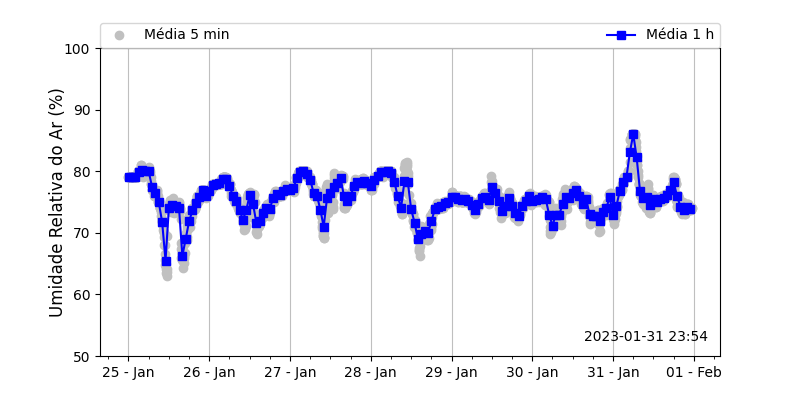 Média 5 min
Média 1 h
Umidade Relativa do Ar (%)
100
90
80
70
60
50
2023-01-31 23:54
25 - Jan
26 - Jan
27 - Jan
28 - Jan
29 - Jan
30 - Jan
31 - Jan
01 - Feb